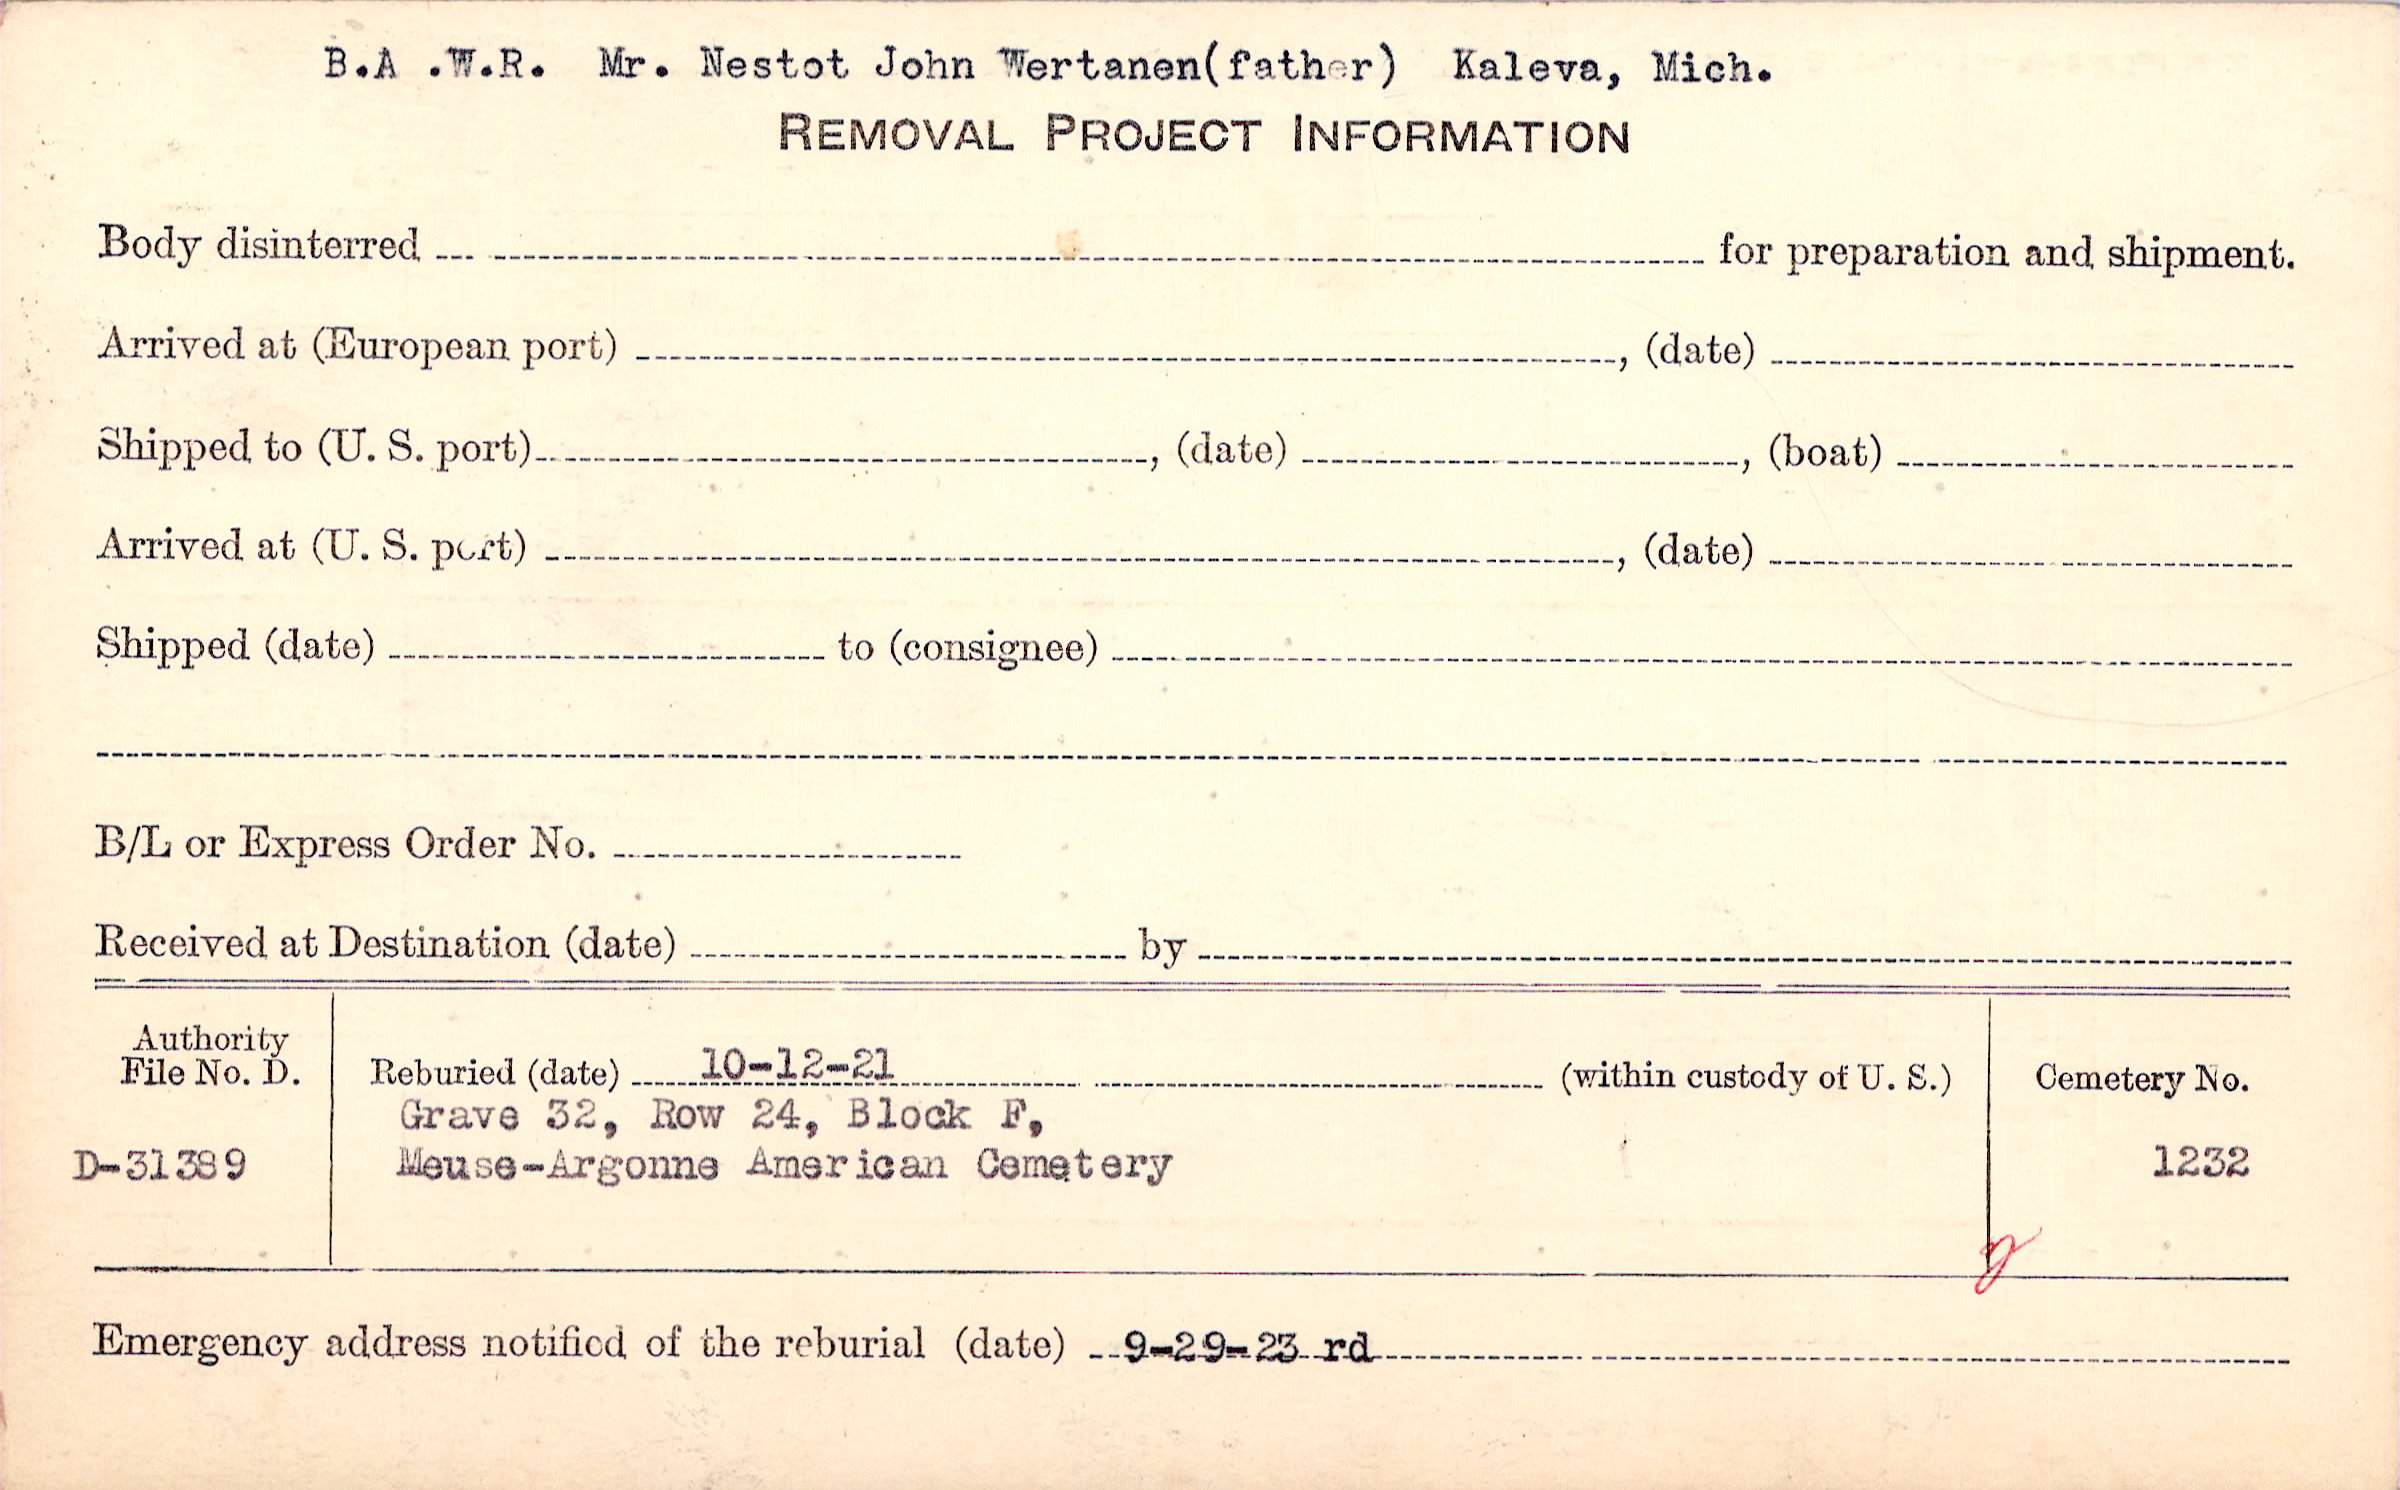 B.A .W.R. Mr. Nestot John Wertanen(father) Kaleva, Mich.
REMOVAL PROJECT INFORMATION
Body disinterred for preparation and shipment.
Arrived at (European port) , (date)
Shipped to (U. S. port) , (date) , (boat)
Arrived at (U. S. port) , (date)
Shipped (date) to (consignee)
B/L or Express Order No.
Received at Destination (date) by
Authority
File No. D.
D-31389
Reburied (date) 10-12-21 (within custody of U. S.)
Grave 32, Row 24, Block F,
Meuse-Argonne American Cemetery
Cemetery No.
1232
Emergency address notified of the reburial (date) 9-29-23 rd